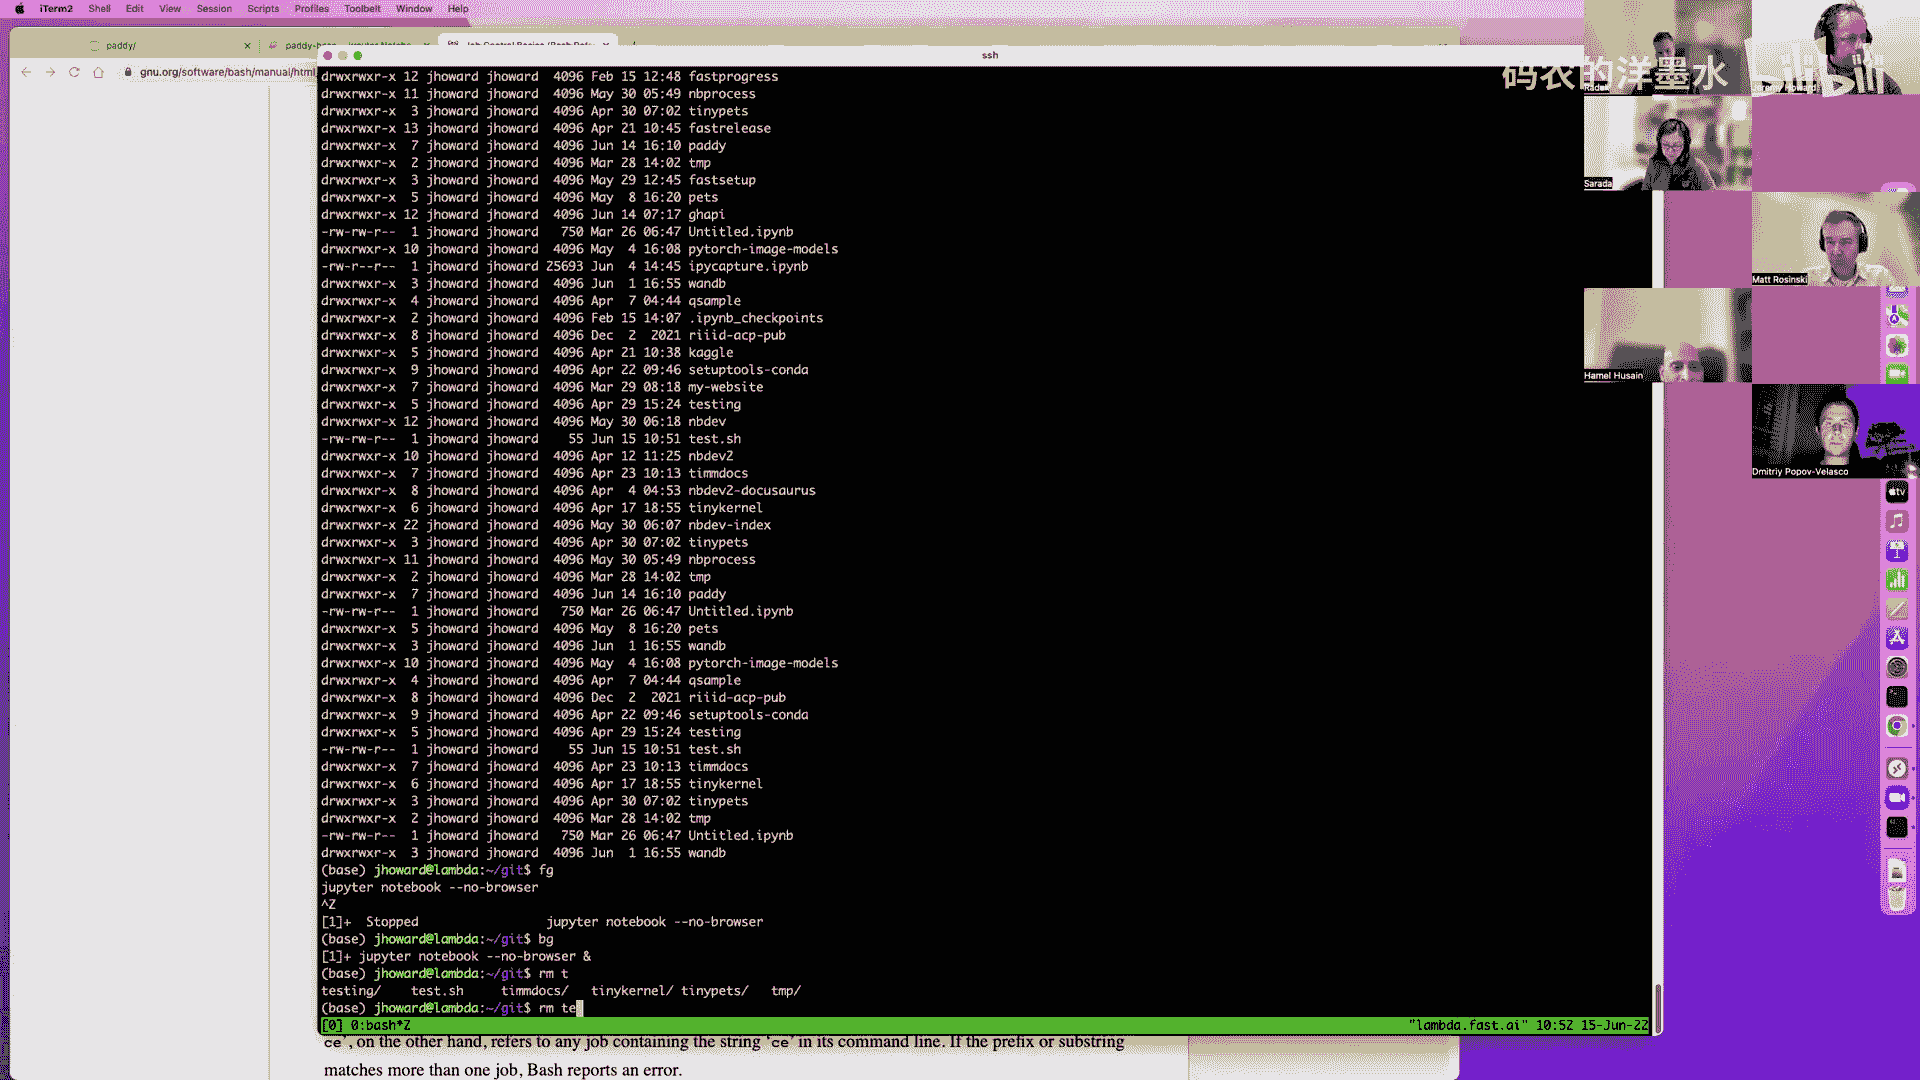 iTerm2 Shell Edit View Session Scripts Profiles Toolbelt Window Help
paddy/
gnu.org/software/bash/manual/html
ssh
码农的洋墨水 bilibili
Sarada
Matt Rosinski
Hamel Husain
Dmitriy Popov-Velasco
drwxrwxr-x 12 jhoward jhoward 4096 Feb 15 12:48 fastprogress
drwxrwxr-x 11 jhoward jhoward 4096 May 30 05:49 nbprocess
drwxrwxr-x 3 jhoward jhoward 4096 Apr 30 07:02 tinypets
drwxrwxr-x 13 jhoward jhoward 4096 Apr 21 10:45 fastrelease
drwxrwxr-x 7 jhoward jhoward 4096 Jun 14 16:10 paddy
drwxrwxr-x 2 jhoward jhoward 4096 Mar 28 14:02 tmp
drwxrwxr-x 3 jhoward jhoward 4096 May 29 12:45 fastsetup
drwxrwxr-x 5 jhoward jhoward 4096 May 8 16:20 pets
drwxrwxr-x 12 jhoward jhoward 4096 Jun 14 07:17 ghapi
-rw-rw-r-- 1 jhoward jhoward 750 Mar 26 06:47 Untitled.ipynb
drwxrwxr-x 10 jhoward jhoward 4096 May 4 16:08 pytorch-image-models
-rw-r--r-- 1 jhoward jhoward 25693 Jun 4 14:45 ipycapture.ipynb
drwxrwxr-x 3 jhoward jhoward 4096 Jun 1 16:55 wandb
drwxrwxr-x 4 jhoward jhoward 4096 Apr 7 04:44 qsample
drwxrwxr-x 2 jhoward jhoward 4096 Feb 15 14:07 .ipynb_checkpoints
drwxrwxr-x 8 jhoward jhoward 4096 Dec 2 2021 riiid-acp-pub
drwxrwxr-x 5 jhoward jhoward 4096 Apr 21 10:38 kaggle
drwxrwxr-x 9 jhoward jhoward 4096 Apr 22 09:46 setuptools-conda
drwxrwxr-x 7 jhoward jhoward 4096 Mar 29 08:18 my-website
drwxrwxr-x 5 jhoward jhoward 4096 Apr 29 15:24 testing
drwxrwxr-x 12 jhoward jhoward 4096 May 30 06:18 nbdev
-rw-rw-r-- 1 jhoward jhoward 55 Jun 15 10:51 test.sh
drwxrwxr-x 10 jhoward jhoward 4096 Apr 12 11:25 nbdev2
drwxrwxr-x 7 jhoward jhoward 4096 Apr 23 10:13 timmdocs
drwxrwxr-x 8 jhoward jhoward 4096 Apr 4 04:53 nbdev2-docusaurus
drwxrwxr-x 6 jhoward jhoward 4096 Apr 17 18:55 tinykernel
drwxrwxr-x 22 jhoward jhoward 4096 May 30 06:07 nbdev-index
drwxrwxr-x 3 jhoward jhoward 4096 Apr 30 07:02 tinypets
drwxrwxr-x 11 jhoward jhoward 4096 May 30 05:49 nbprocess
drwxrwxr-x 2 jhoward jhoward 4096 Mar 28 14:02 tmp
drwxrwxr-x 7 jhoward jhoward 4096 Jun 14 16:10 paddy
-rw-rw-r-- 1 jhoward jhoward 750 Mar 26 06:47 Untitled.ipynb
drwxrwxr-x 5 jhoward jhoward 4096 May 8 16:20 pets
drwxrwxr-x 3 jhoward jhoward 4096 Jun 1 16:55 wandb
drwxrwxr-x 10 jhoward jhoward 4096 May 4 16:08 pytorch-image-models
drwxrwxr-x 4 jhoward jhoward 4096 Apr 7 04:44 qsample
drwxrwxr-x 8 jhoward jhoward 4096 Dec 2 2021 riiid-acp-pub
drwxrwxr-x 9 jhoward jhoward 4096 Apr 22 09:46 setuptools-conda
drwxrwxr-x 5 jhoward jhoward 4096 Apr 29 15:24 testing
-rw-rw-r-- 1 jhoward jhoward 55 Jun 15 10:51 test.sh
drwxrwxr-x 7 jhoward jhoward 4096 Apr 23 10:13 timmdocs
drwxrwxr-x 6 jhoward jhoward 4096 Apr 17 18:55 tinykernel
drwxrwxr-x 3 jhoward jhoward 4096 Apr 30 07:02 tinypets
drwxrwxr-x 2 jhoward jhoward 4096 Mar 28 14:02 tmp
-rw-rw-r-- 1 jhoward jhoward 750 Mar 26 06:47 Untitled.ipynb
drwxrwxr-x 3 jhoward jhoward 4096 Jun 1 16:55 wandb
(base) jhoward@lambda:~/git$ fg
jupyter notebook --no-browser
^Z
[1]+ Stopped jupyter notebook --no-browser
(base) jhoward@lambda:~/git$ bg
[1]+ jupyter notebook --no-browser &
(base) jhoward@lambda:~/git$ rm t
testing/ test.sh timmdocs/ tinykernel/ tinypets/ tmp/
(base) jhoward@lambda:~/git$ rm te
[0] 0:bash*Z "lambda.fast.ai" 10:52 15-Jun-22
ce’, on the other hand, refers to any job containing the string ‘ce’ in its command line. If the prefix or substring
matches more than one job, Bash reports an error.